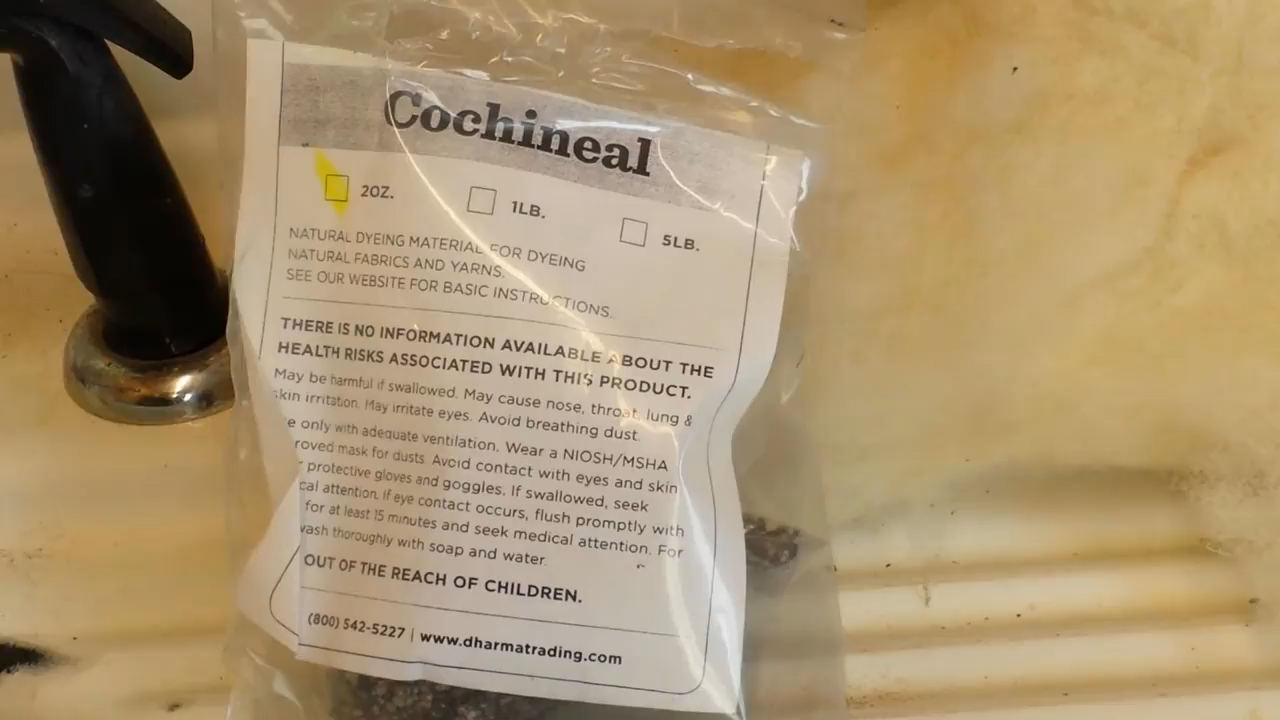 Cochineal
2OZ. 1LB. 5LB.
NATURAL DYEING MATERIAL FOR DYEING
NATURAL FABRICS AND YARNS.
SEE OUR WEBSITE FOR BASIC INSTRUCTIONS.
THERE IS NO INFORMATION AVAILABLE ABOUT THE
HEALTH RISKS ASSOCIATED WITH THIS PRODUCT.
May be harmful if swallowed. May cause nose, throat, lung &
skin irritation. May irritate eyes. Avoid breathing dust.
e only with adequate ventilation. Wear a NIOSH/MSHA
roved mask for dusts. Avoid contact with eyes and skin
protective gloves and goggles. If swallowed, seek
cal attention. If eye contact occurs, flush promptly with
for at least 15 minutes and seek medical attention. For
wash thoroughly with soap and water.
OUT OF THE REACH OF CHILDREN.
(800) 542-5227 | www.dharmatrading.com